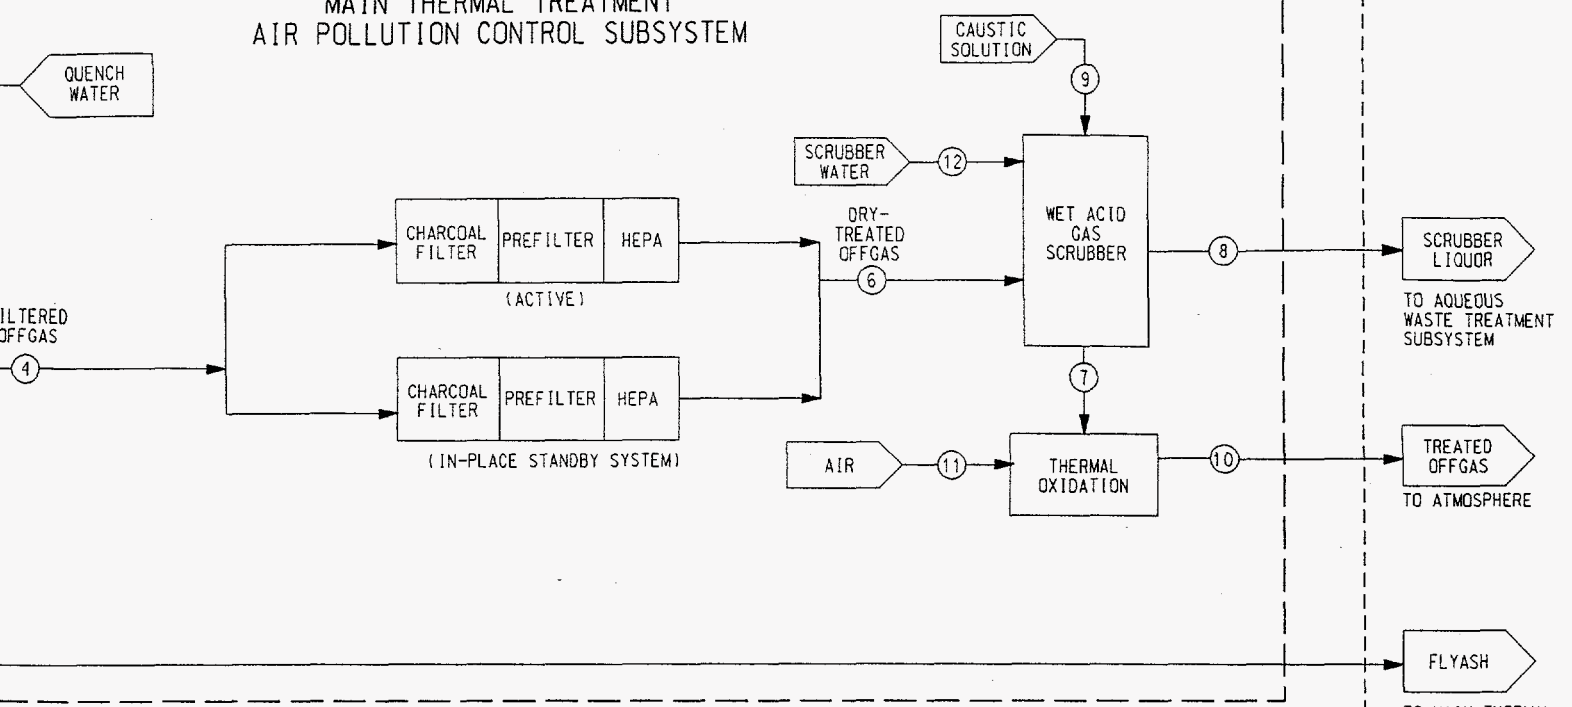 MAIN THERMAL TREATMENT
AIR POLLUTION CONTROL SUBSYSTEM
QUENCH
WATER
CAUSTIC
SOLUTION
9
SCRUBBER
WATER
12
CHARCOAL
FILTER
PREFILTER
HEPA
(ACTIVE)
DRY-
TREATED
OFFGAS
6
WET ACID
GAS
SCRUBBER
8
SCRUBBER
LIQUOR
TO AQUEOUS
WASTE TREATMENT
SUBSYSTEM
ILTERED
OFFGAS
4
CHARCOAL
FILTER
PREFILTER
HEPA
(IN-PLACE STANDBY SYSTEM)
7
AIR
11
THERMAL
OXIDATION
10
TREATED
OFFGAS
TO ATMOSPHERE
FLYASH